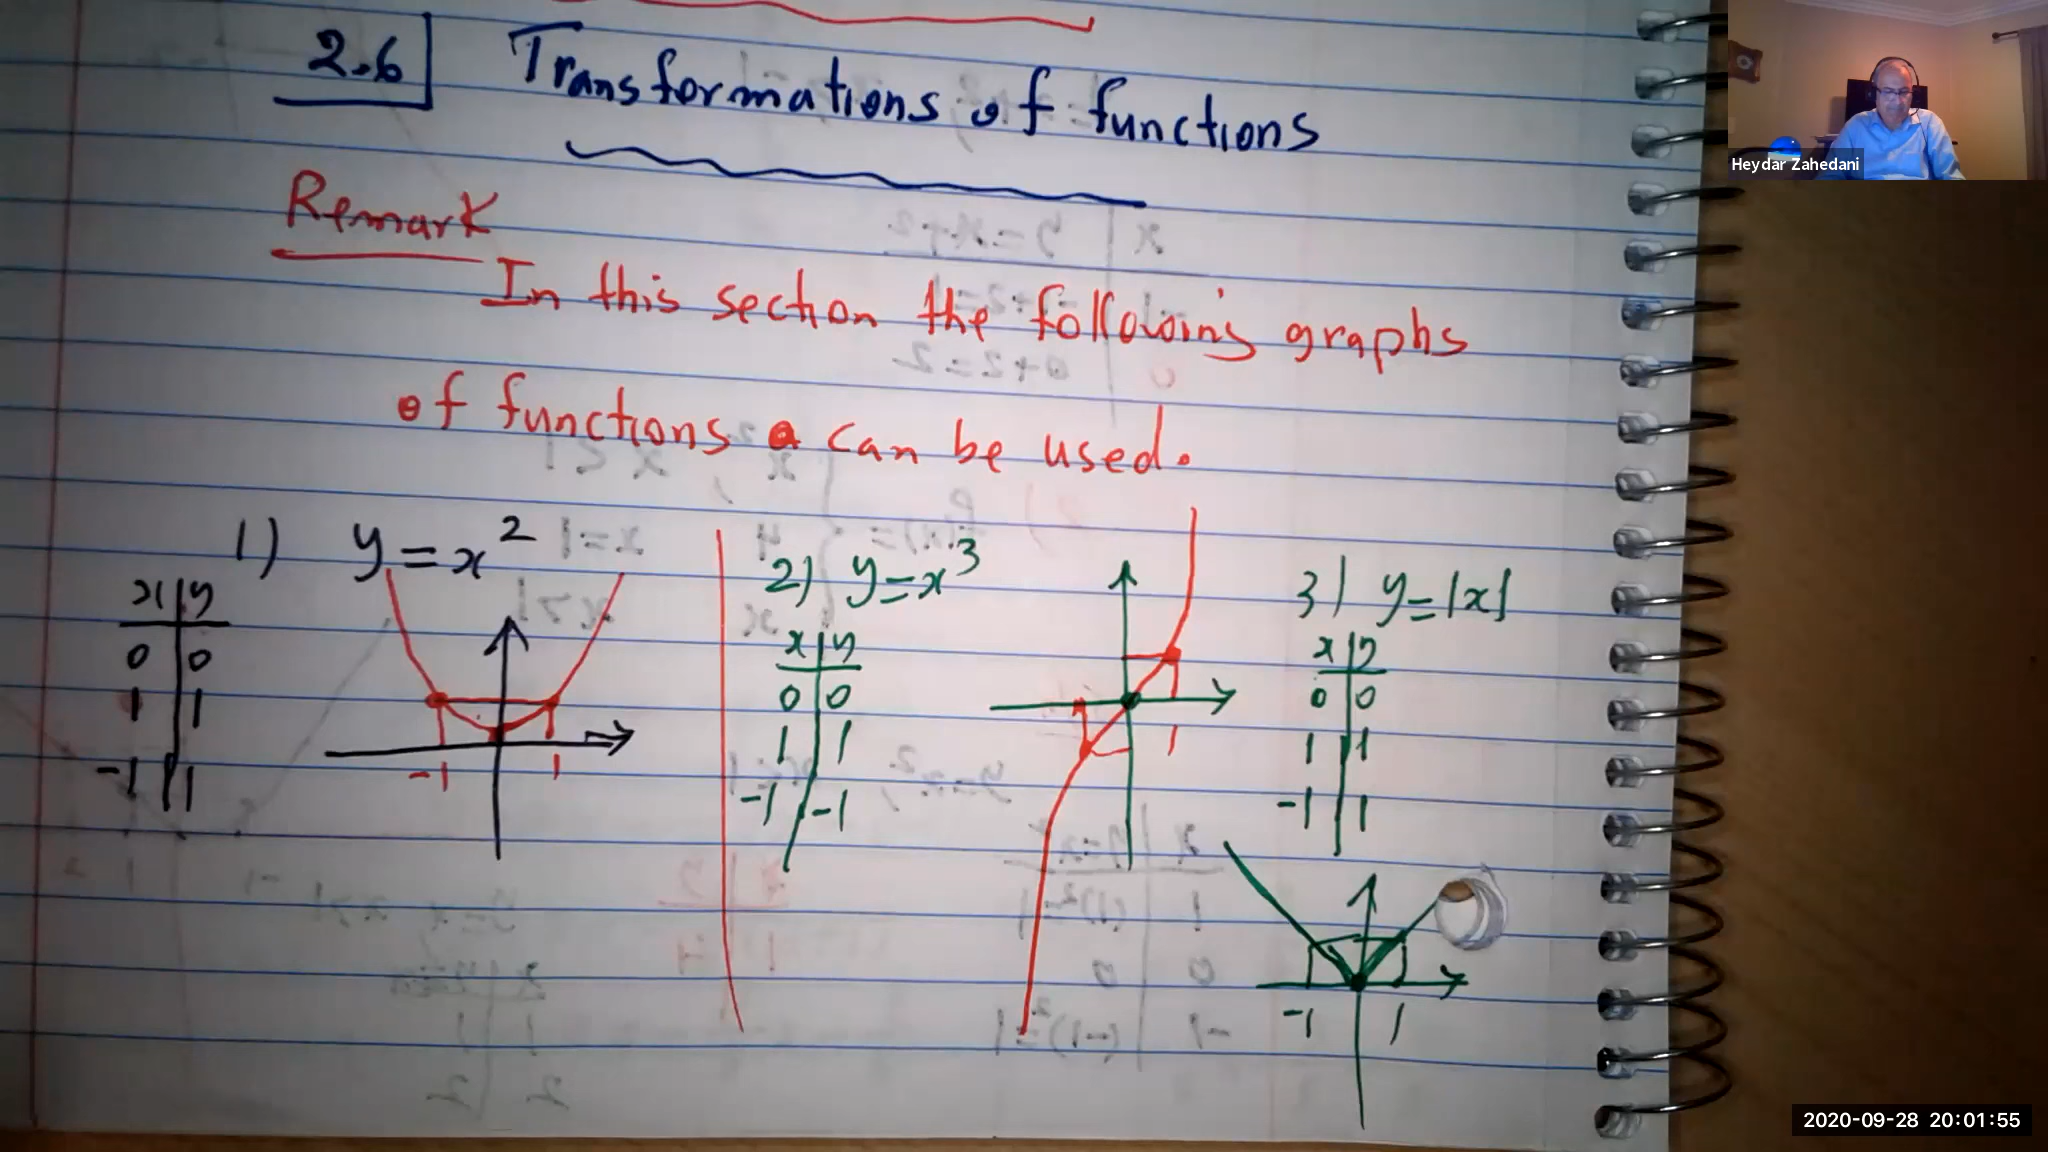 2.6 Transformations of functions
Remark
In this section the following graphs
of functions can be used.
1) y = x²
x | y
0 | 0
1 | 1
-1 | 1
-1 1
2) y = x³
x | y
0 | 0
1 | 1
-1 | -1
1
3) y = |x|
x | y
0 | 0
1 | 1
-1 | 1
-1 1
Heydar Zahedani
2020-09-28 20:01:55